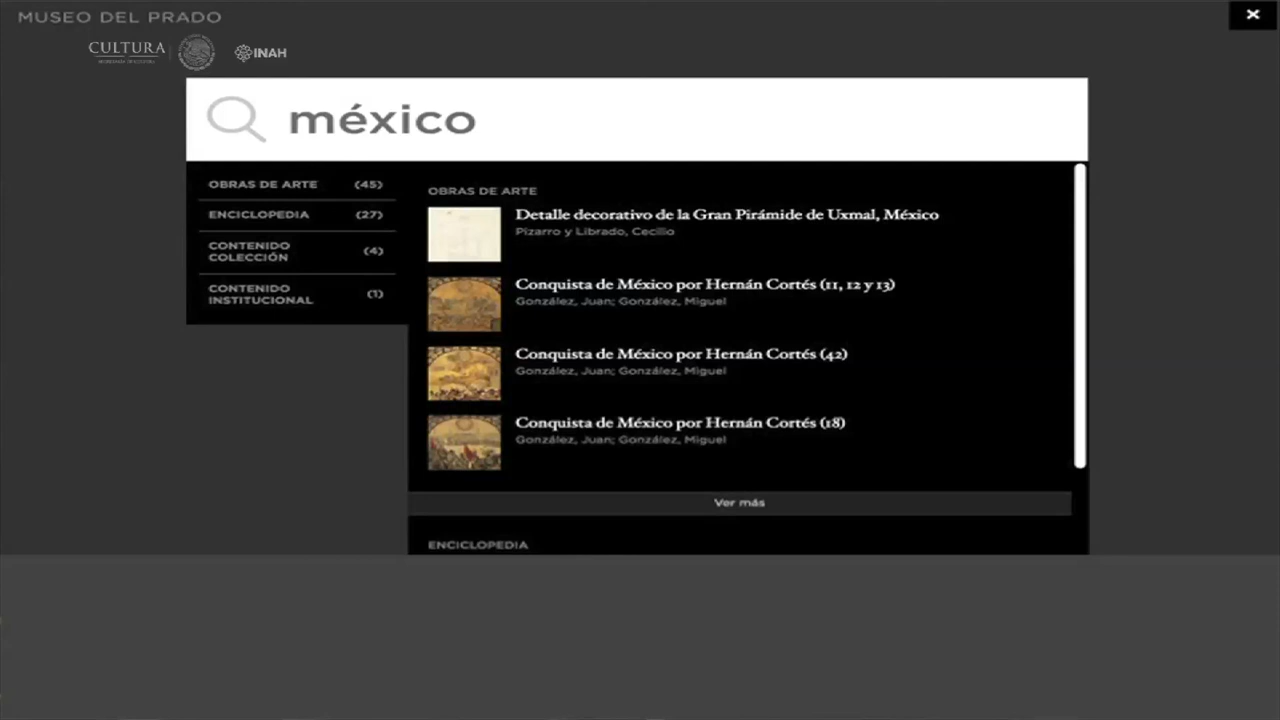 MUSEO DEL PRADO
CULTURA
INAH
méxico
OBRAS DE ARTE (45)
ENCICLOPEDIA (27)
CONTENIDO
COLECCIÓN (4)
CONTENIDO
INSTITUCIONAL (1)
OBRAS DE ARTE
Detalle decorativo de la Gran Pirámide de Uxmal, México
Pizarro y Librado, Cecilio
Conquista de México por Hernán Cortés (11, 12 y 13)
González, Juan; González, Miguel
Conquista de México por Hernán Cortés (42)
González, Juan; González, Miguel
Conquista de México por Hernán Cortés (18)
González, Juan; González, Miguel
Ver más
ENCICLOPEDIA